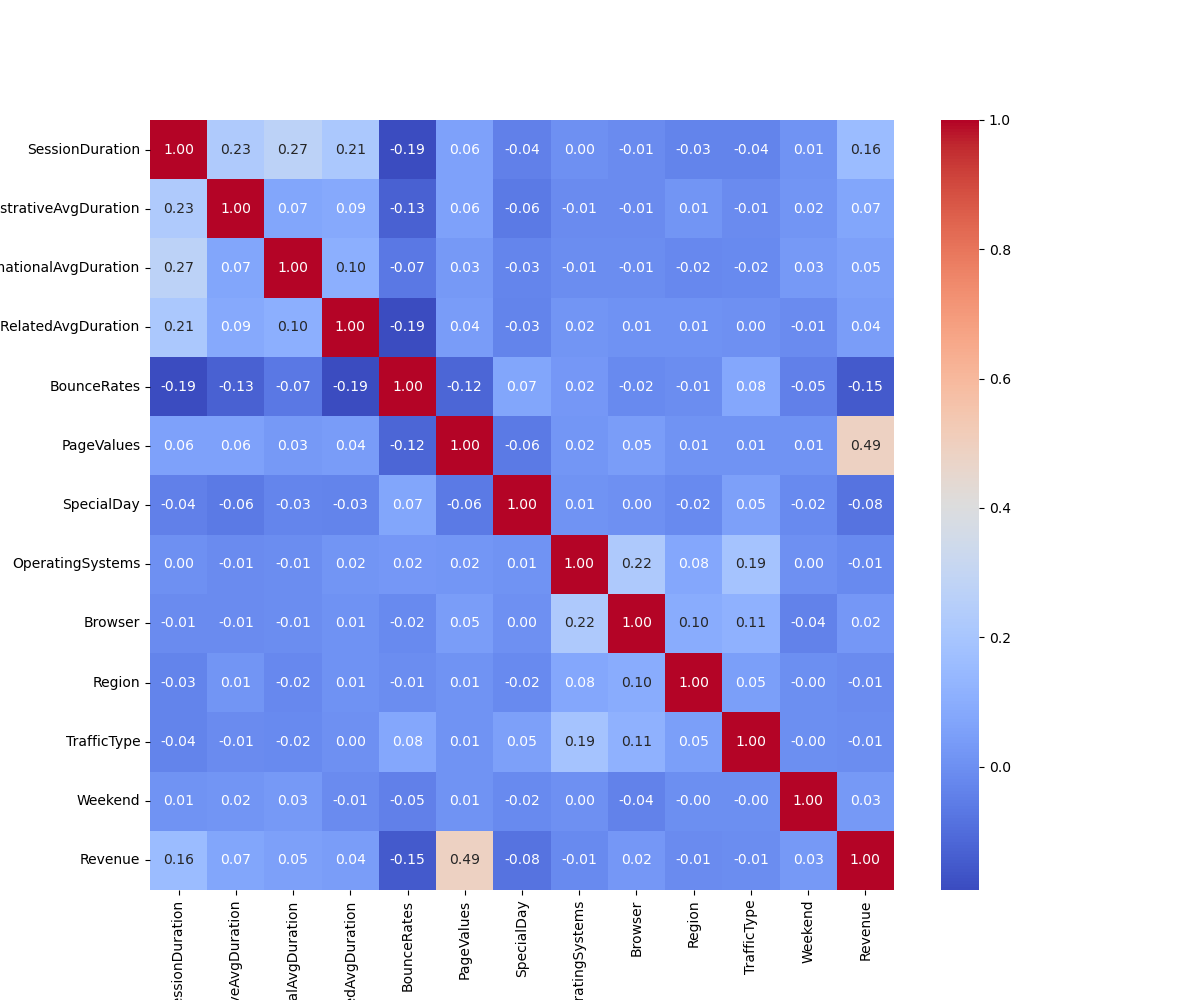 SessionDuration 1.00 0.23 0.27 0.21 -0.19 0.06 -0.04 0.00 -0.01 -0.03 -0.04 0.01 0.16 1.0
strativeAvgDuration 0.23 1.00 0.07 0.09 -0.13 0.06 -0.06 -0.01 -0.01 0.01 -0.01 0.02 0.07
0.8
nationalAvgDuration 0.27 0.07 1.00 0.10 -0.07 0.03 -0.03 -0.01 -0.01 -0.02 -0.02 0.03 0.05
RelatedAvgDuration 0.21 0.09 0.10 1.00 -0.19 0.04 -0.03 0.02 0.01 0.01 0.00 -0.01 0.04
0.6
BounceRates -0.19 -0.13 -0.07 -0.19 1.00 -0.12 0.07 0.02 -0.02 -0.01 0.08 -0.05 -0.15
PageValues 0.06 0.06 0.03 0.04 -0.12 1.00 -0.06 0.02 0.05 0.01 0.01 0.01 0.49
SpecialDay -0.04 -0.06 -0.03 -0.03 0.07 -0.06 1.00 0.01 0.00 -0.02 0.05 -0.02 -0.08
0.4
OperatingSystems 0.00 -0.01 -0.01 0.02 0.02 0.02 0.01 1.00 0.22 0.08 0.19 0.00 -0.01
Browser -0.01 -0.01 -0.01 0.01 -0.02 0.05 0.00 0.22 1.00 0.10 0.11 -0.04 0.02
0.2
Region -0.03 0.01 -0.02 0.01 -0.01 0.01 -0.02 0.08 0.10 1.00 0.05 -0.00 -0.01
TrafficType -0.04 -0.01 -0.02 0.00 0.08 0.01 0.05 0.19 0.11 0.05 1.00 -0.00 -0.01
0.0
Weekend 0.01 0.02 0.03 -0.01 -0.05 0.01 -0.02 0.00 -0.04 -0.00 -0.00 1.00 0.03
Revenue 0.16 0.07 0.05 0.04 -0.15 0.49 -0.08 -0.01 0.02 -0.01 -0.01 0.03 1.00
essionDuration
veAvgDuration
alAvgDuration
edAvgDuration
BounceRates
PageValues
SpecialDay
ratingSystems
Browser
Region
TrafficType
Weekend
Revenue